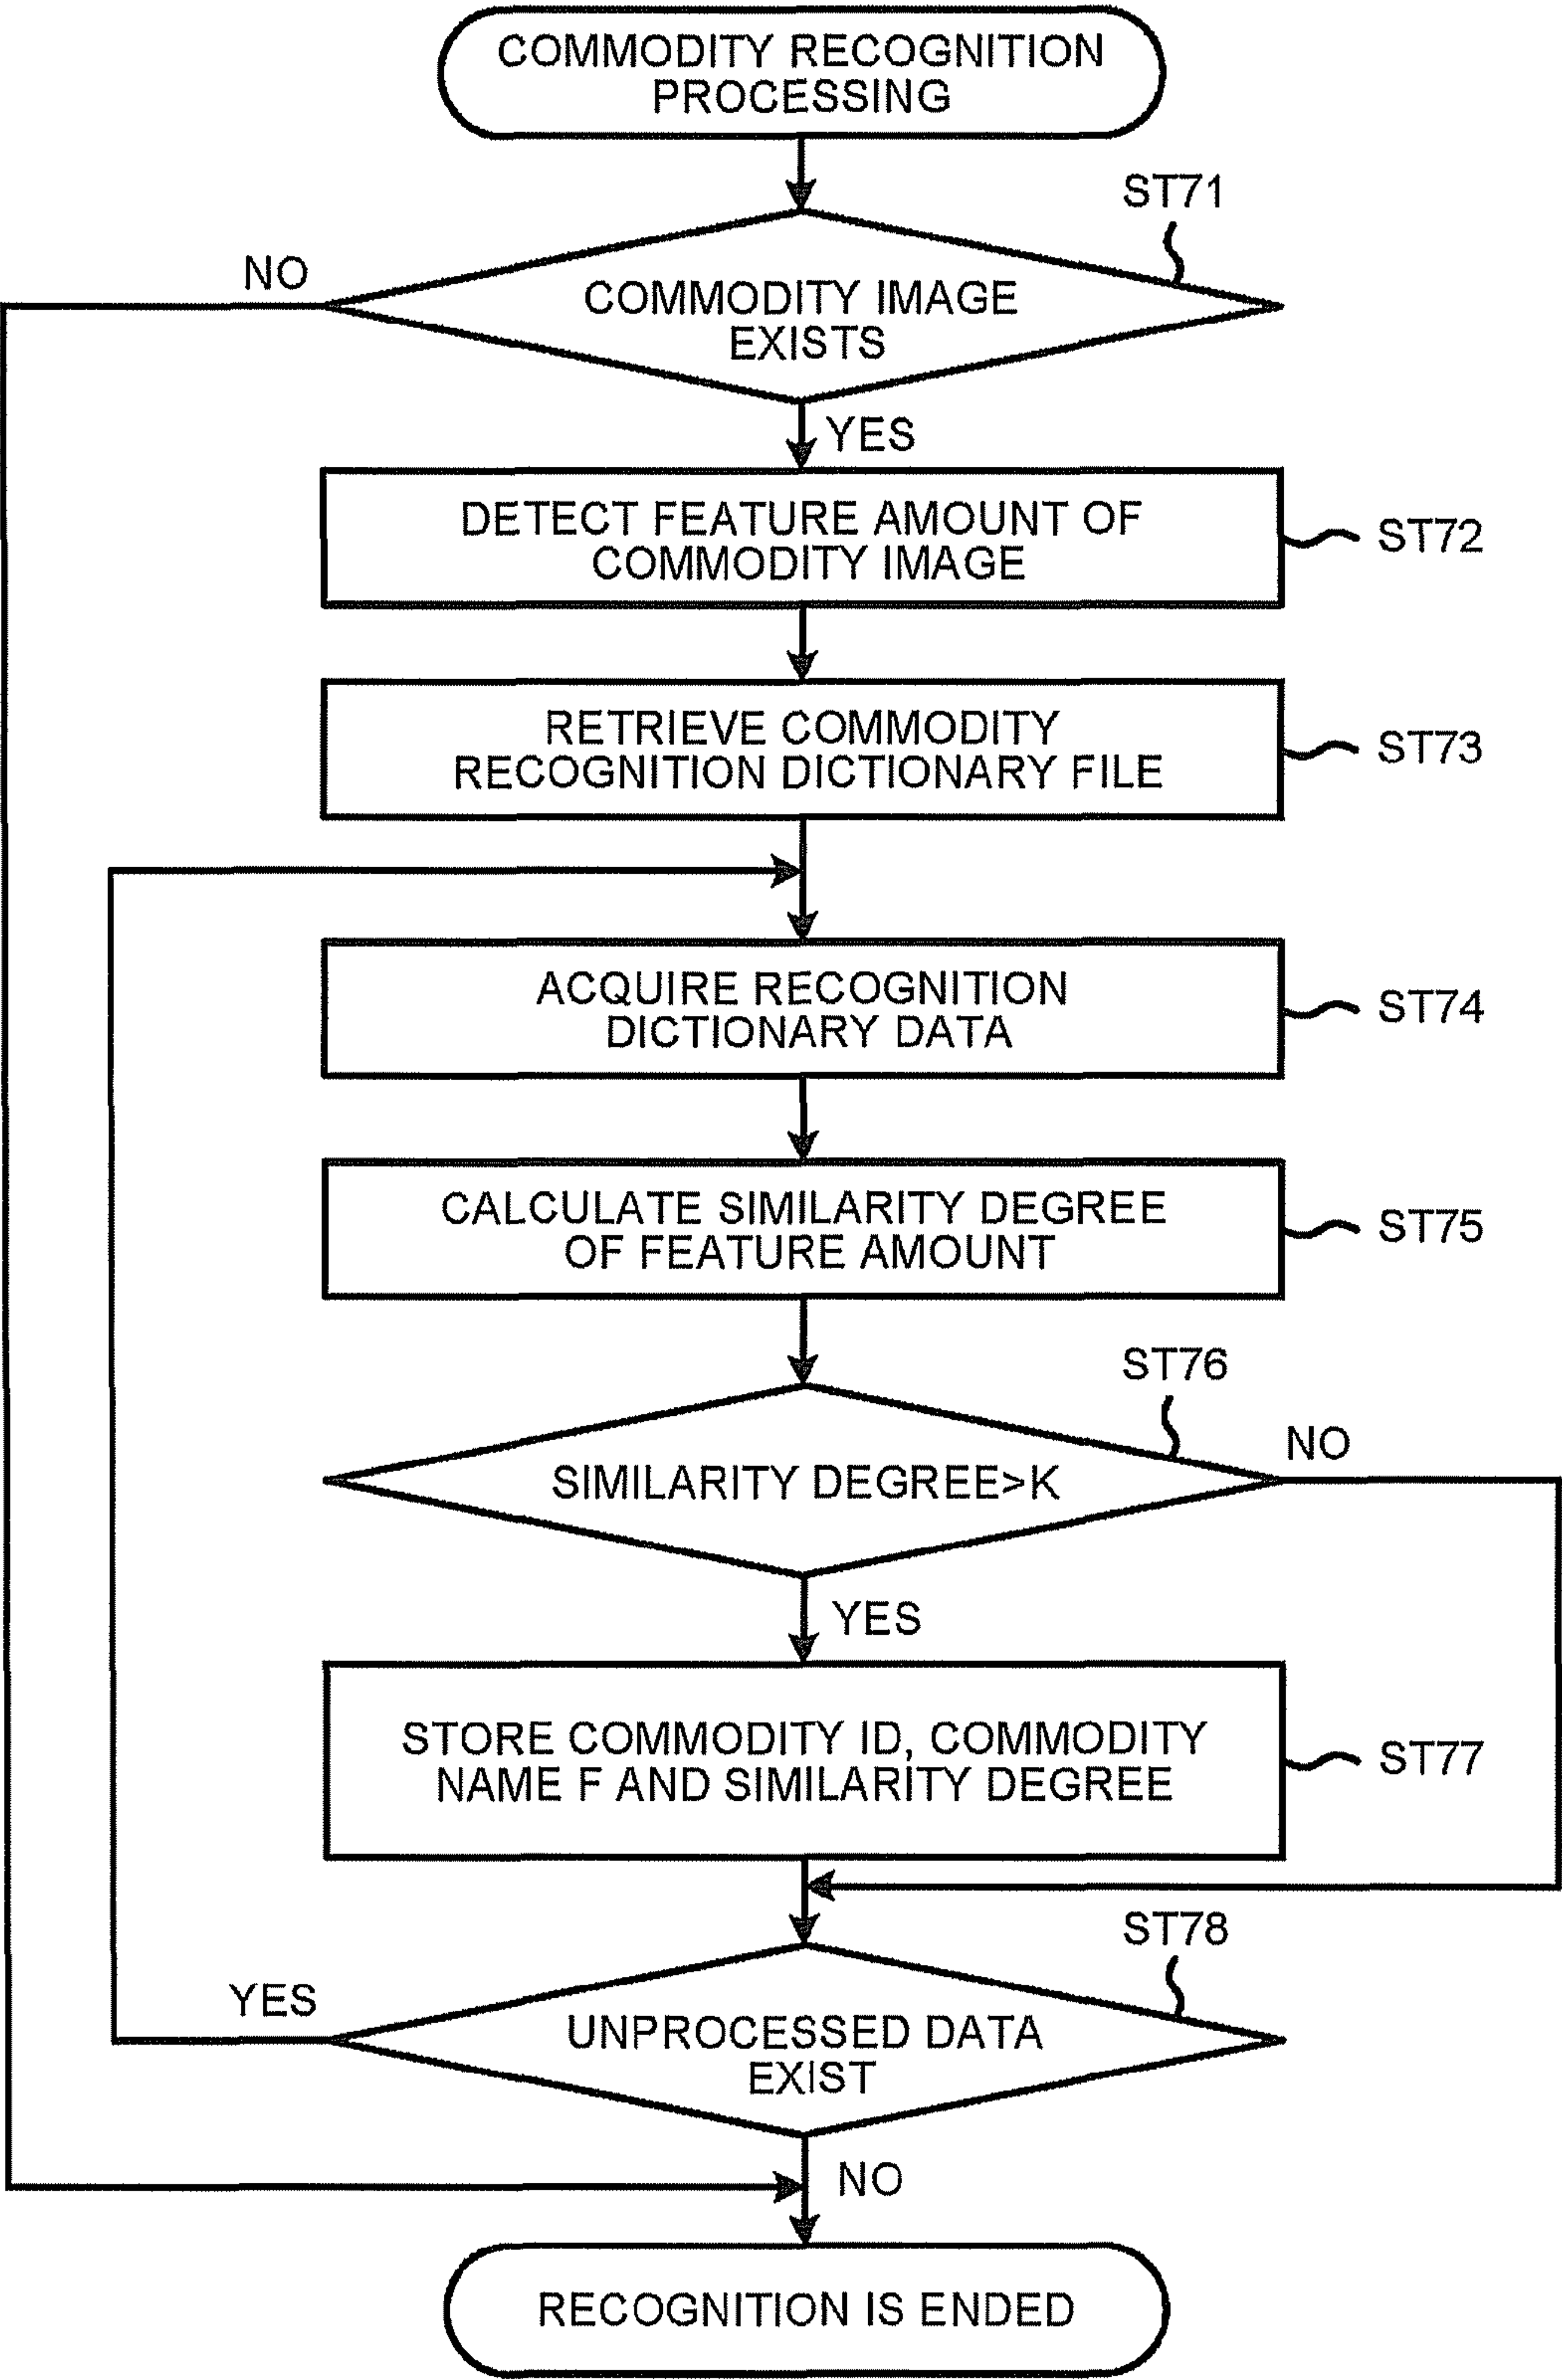 COMMODITY RECOGNITION
PROCESSING
ST71
NO
COMMODITY IMAGE
EXISTS
YES
DETECT FEATURE AMOUNT OF
COMMODITY IMAGE
ST72
RETRIEVE COMMODITY
RECOGNITION DICTIONARY FILE
ST73
ACQUIRE RECOGNITION
DICTIONARY DATA
ST74
CALCULATE SIMILARITY DEGREE
OF FEATURE AMOUNT
ST75
ST76
NO
SIMILARITY DEGREE>K
YES
STORE COMMODITY ID, COMMODITY
NAME F AND SIMILARITY DEGREE
ST77
ST78
YES
UNPROCESSED DATA
EXIST
NO
RECOGNITION IS ENDED